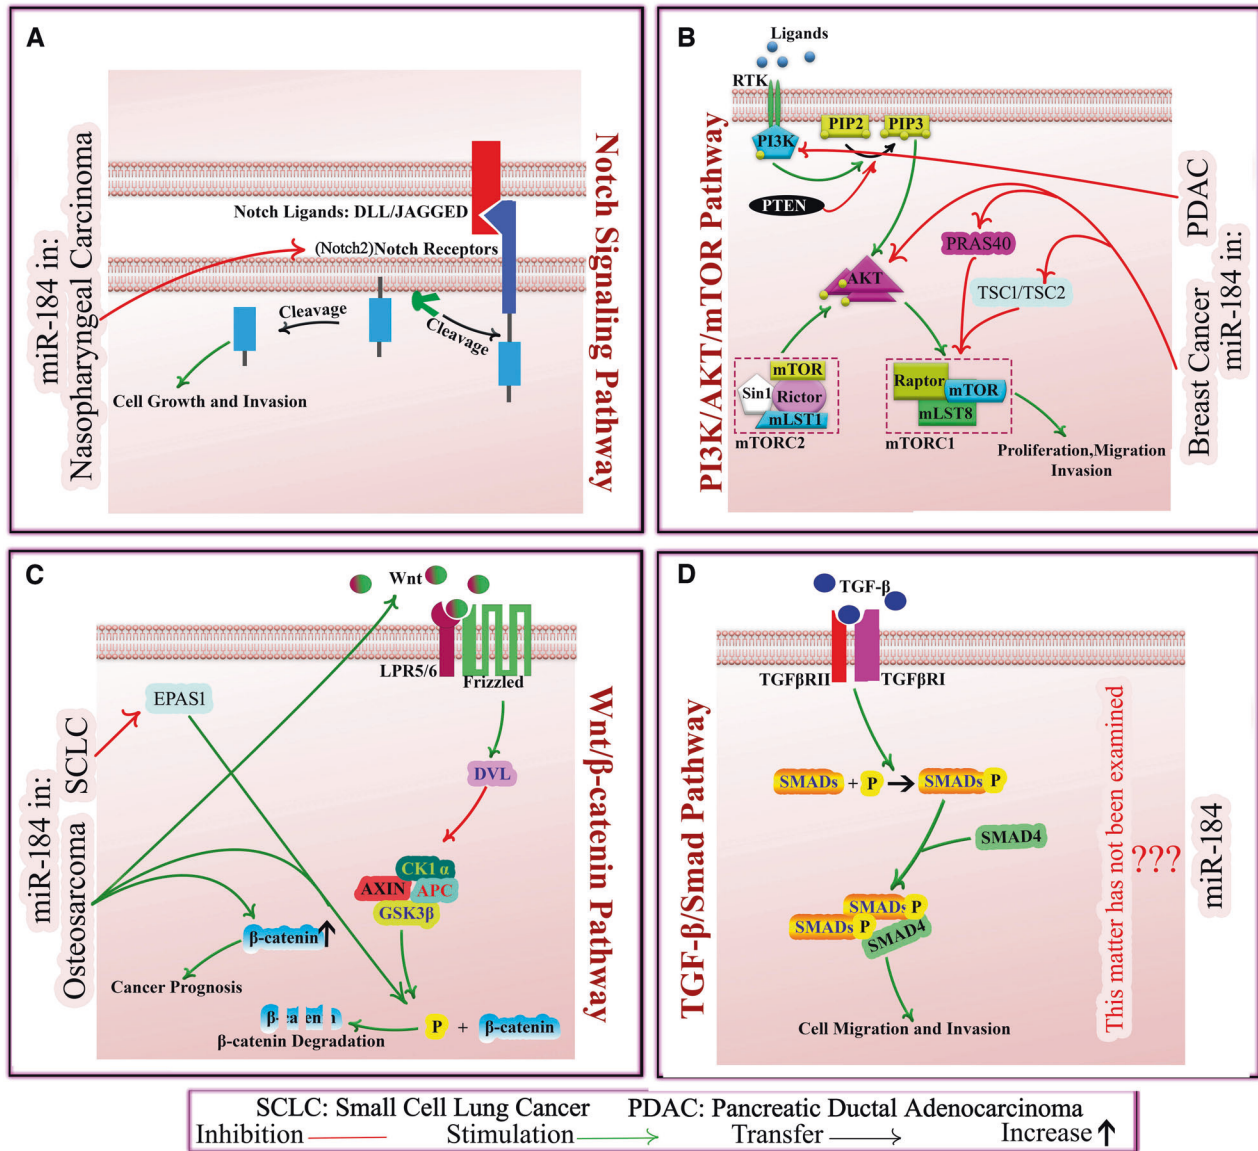 A
miR-184 in:
Nasopharyngeal Carcinoma
Notch Ligands: DLL/JAGGED
(Notch2)Notch Receptors
Cleavage
Cleavage
Cell Growth and Invasion
Notch Signaling Pathway
B
Ligands
RTK
PIP2
PIP3
PI3K
PTEN
PRAS40
AKT
TSC1/TSC2
mTOR
Sin1
Rictor
mLST1
mTORC2
Raptor
mTOR
mLST8
mTORC1
Proliferation,Migration
Invasion
PI3K/AKT/mTOR Pathway
PDAC
Breast Cancer
miR-184 in:
C
Wnt
LPR5/6
Frizzled
EPAS1
DVL
CK1 α
AXIN
APC
GSK3β
β-catenin
Cancer Prognosis
β-catenin
β-catenin Degradation
P + β-catenin
miR-184 in:
SCLC
Osteosarcoma
Wnt/β-catenin Pathway
D
TGF-β
TGFβRII
TGFβRI
SMADs + P
SMADs P
SMAD4
SMADs P
SMADs P
SMAD4
Cell Migration and Invasion
TGF-β/Smad Pathway
This matter has not been examined
???
miR-184
SCLC: Small Cell Lung Cancer PDAC: Pancreatic Ductal Adenocarcinoma
Inhibition Stimulation Transfer Increase